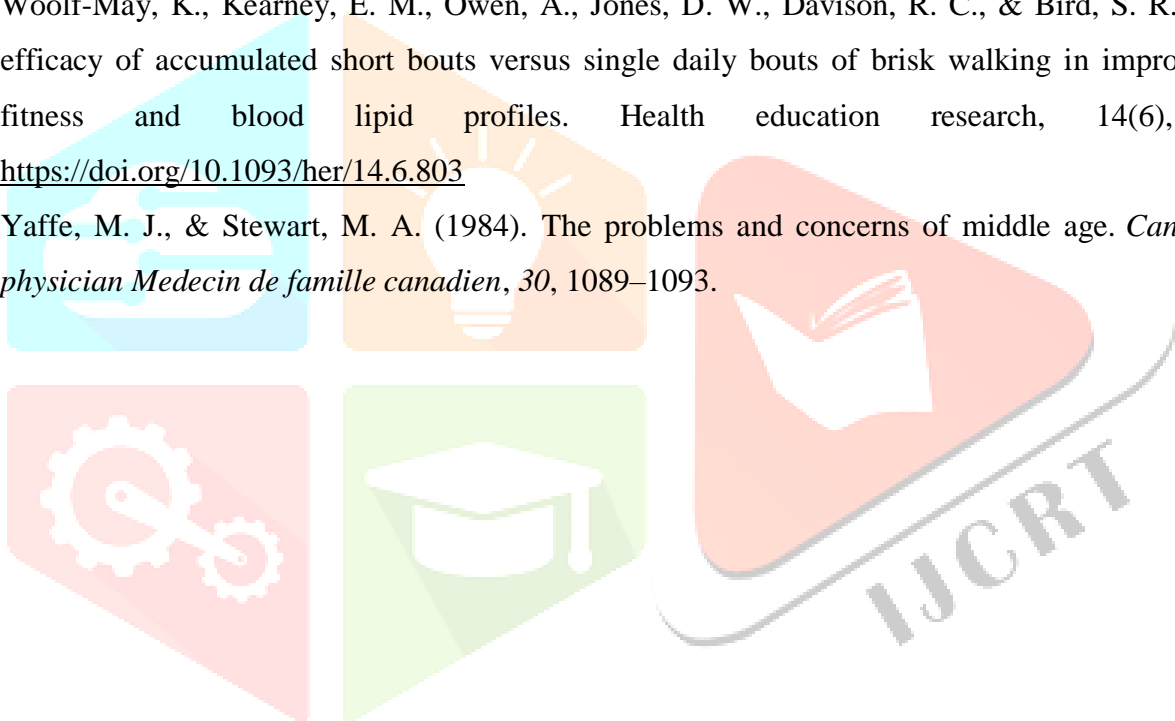 Woolf-May, K., Kearney, E. M., Owen, A., Jones, D. W., Davison, R. C., & Bird, S. R.
efficacy of accumulated short bouts versus single daily bouts of brisk walking in impro
fitness and blood lipid profiles. Health education research, 14(6),
https://doi.org/10.1093/her/14.6.803
Yaffe, M. J., & Stewart, M. A. (1984). The problems and concerns of middle age. Can
physician Medecin de famille canadien, 30, 1089–1093.
IJCRT